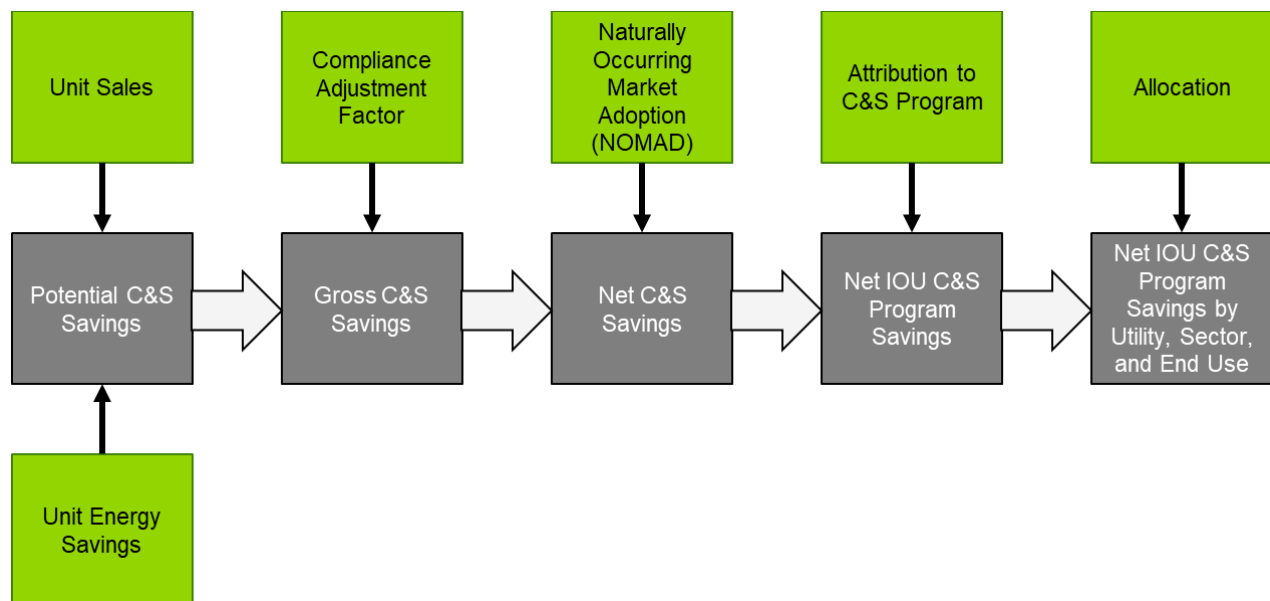 Unit Sales
Compliance
Adjustment
Factor
Naturally
Occurring
Market
Adoption
(NOMAD)
Attribution to
C&S Program
Allocation
Potential C&S
Savings
Gross C&S
Savings
Net C&S
Savings
Net IOU C&S
Program
Savings
Net IOU C&S
Program
Savings by
Utility, Sector,
and End Use
Unit Energy
Savings